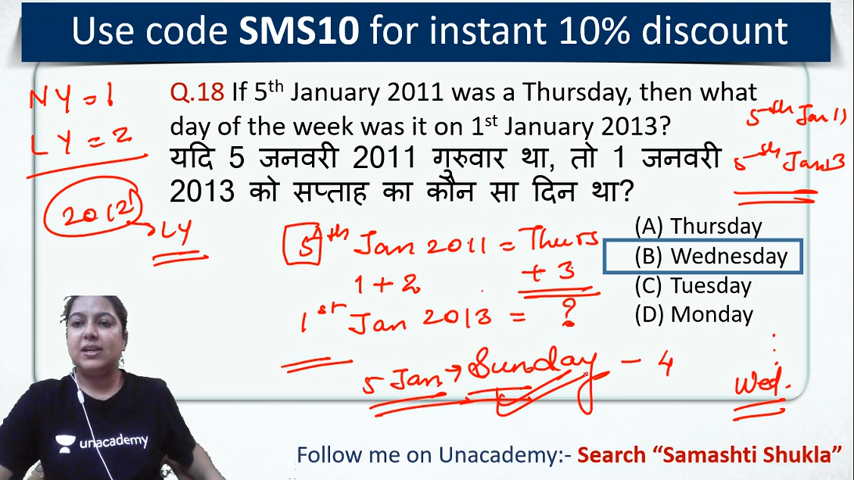 Use code SMS10 for instant 10% discount
NY = 1
LY = 2
2012
LY
Q.18 If 5th January 2011 was a Thursday, then what
day of the week was it on 1st January 2013?
यदि 5 जनवरी 2011 गुरुवार था, तो 1 जनवरी
2013 को सप्ताह का कौन सा दिन था?
5th Jan 11
5th Jan 13
5th Jan 2011 = Thurs
1 + 2 + 3
1st Jan 2013 = ?
5 Jan → Sunday - 4
Wed.
(A) Thursday
(B) Wednesday
(C) Tuesday
(D) Monday
unacademy
Follow me on Unacademy:- Search “Samashti Shukla”